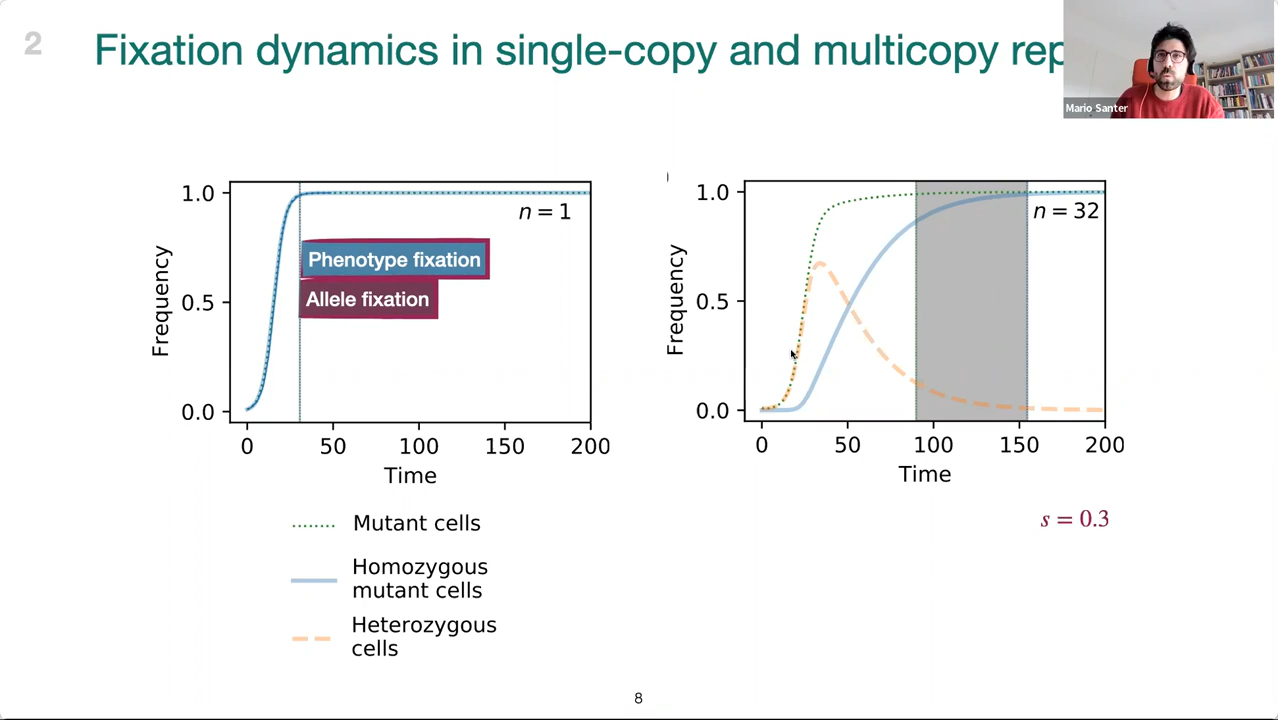 2
Fixation dynamics in single-copy and multicopy rep
Mario Santer
1.0
0.5
0.0
Frequency
n = 1
Phenotype fixation
Allele fixation
0 50 100 150 200
Time
1.0
0.5
0.0
Frequency
n = 32
0 50 100 150 200
Time
s = 0.3
Mutant cells
Homozygous
mutant cells
Heterozygous
cells
8